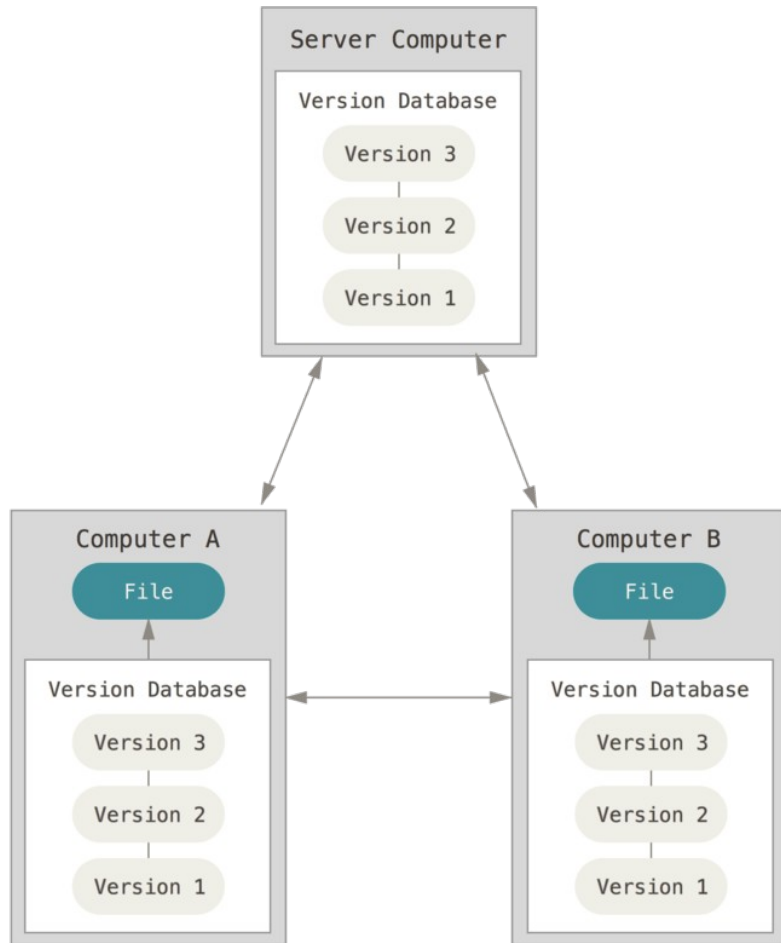 Server Computer
Version Database
Version 3
Version 2
Version 1
Computer A
File
Version Database
Version 3
Version 2
Version 1
Computer B
File
Version Database
Version 3
Version 2
Version 1